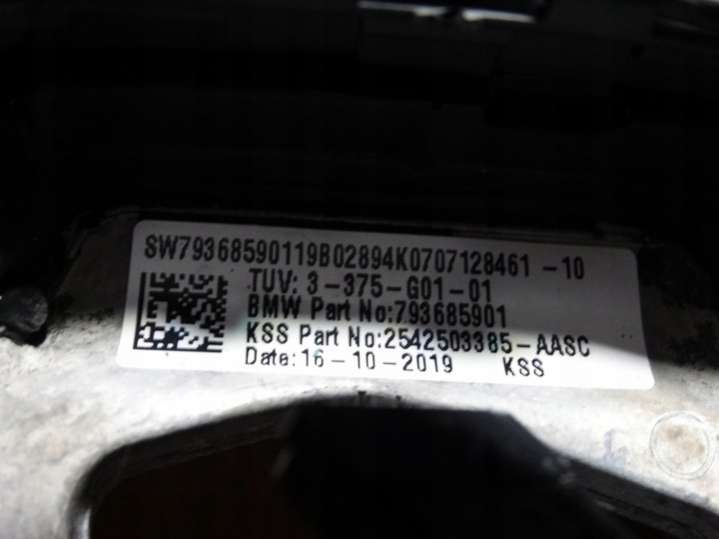 SW79368590119B02894K0707128461 -10
TUV: 3-375-G01-01
BMW Part No:793685901
KSS Part No:2542503385-AASC
Date:16-10-2019 KSS